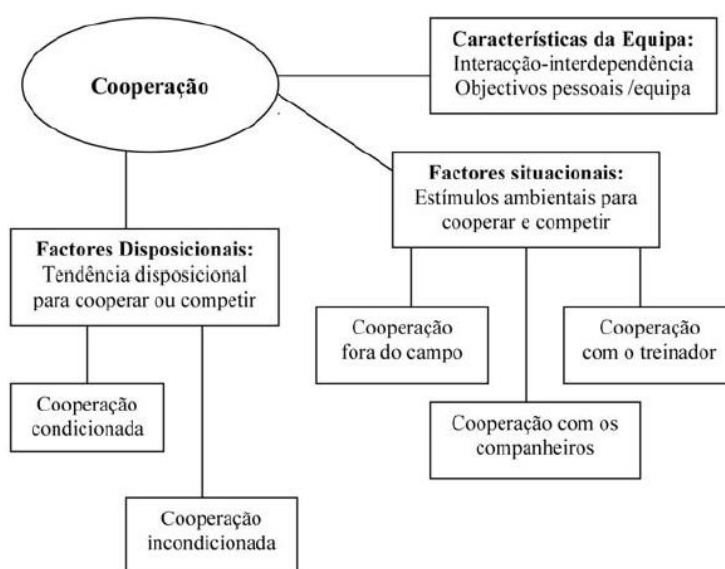 Cooperação
Características da Equipa:
Interacção-interdependência
Objectivos pessoais /equipa
Factores situacionais:
Estímulos ambientais para
cooperar e competir
Factores Disposicionais:
Tendência disposicional
para cooperar ou competir
Cooperação
fora do campo
Cooperação
com o treinador
Cooperação
condicionada
Cooperação com os
companheiros
Cooperação
incondicionada